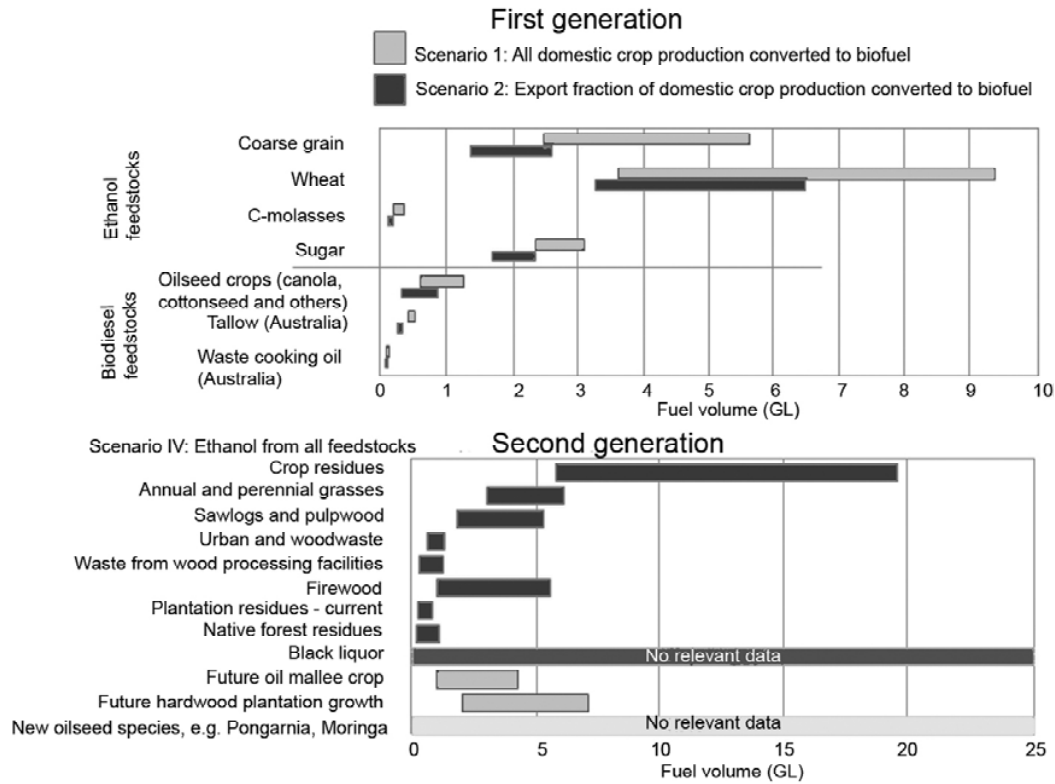 First generation
Scenario 1: All domestic crop production converted to biofuel
Scenario 2: Export fraction of domestic crop production converted to biofuel
Ethanol
feedstocks
Coarse grain
Wheat
C-molasses
Sugar
Biodiesel
feedstocks
Oilseed crops (canola,
cottonseed and others)
Tallow (Australia)
Waste cooking oil
(Australia)
0 1 2 3 4 5 6 7 8 9 10
Fuel volume (GL)
Scenario IV: Ethanol from all feedstocks
Second generation
Crop residues
Annual and perennial grasses
Sawlogs and pulpwood
Urban and woodwaste
Waste from wood processing facilities
Firewood
Plantation residues - current
Native forest residues
Black liquor
No relevant data
Future oil mallee crop
Future hardwood plantation growth
New oilseed species, e.g. Pongarnia, Moringa
No relevant data
0 5 10 15 20 25
Fuel volume (GL)